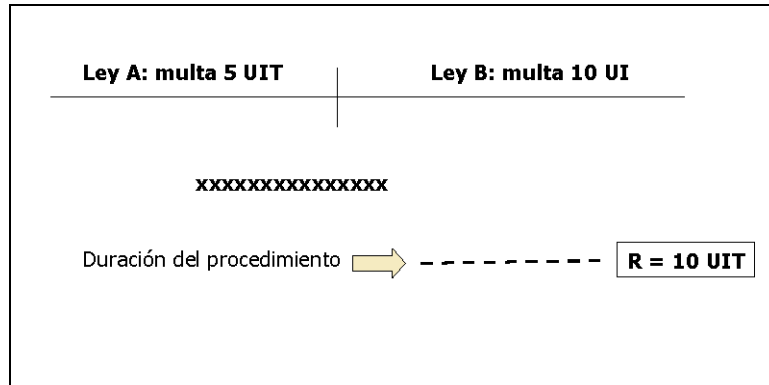 Ley A: multa 5 UIT Ley B: multa 10 UI
xxxxxxxxxxxxxxx
Duración del procedimiento R = 10 UIT